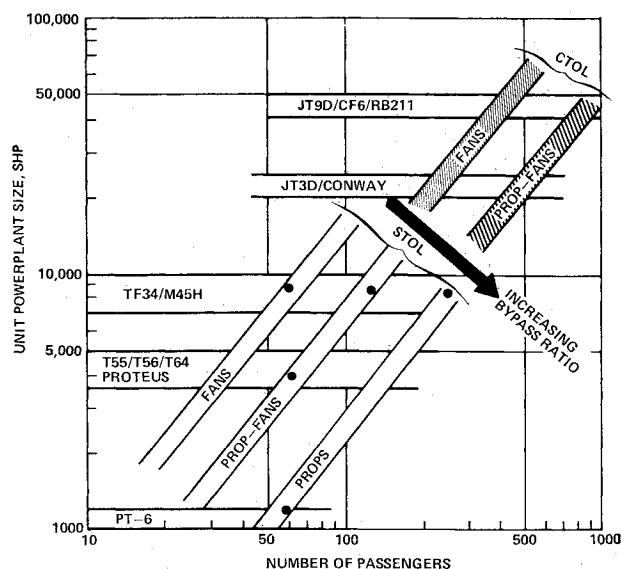 100,000
50,000
10,000
5,000
1000
UNIT POWERPLANT SIZE, SHP
CTOL
JT9D/CF6/RB211
FANS
PROP-FANS
JT3D/CONWAY
STOL
INCREASING
BYPASS RATIO
TF34/M45H
T55/T56/T64
PROTEUS
FANS
PROP-FANS
PROPS
PT-6
10
50
100
500
1000
NUMBER OF PASSENGERS